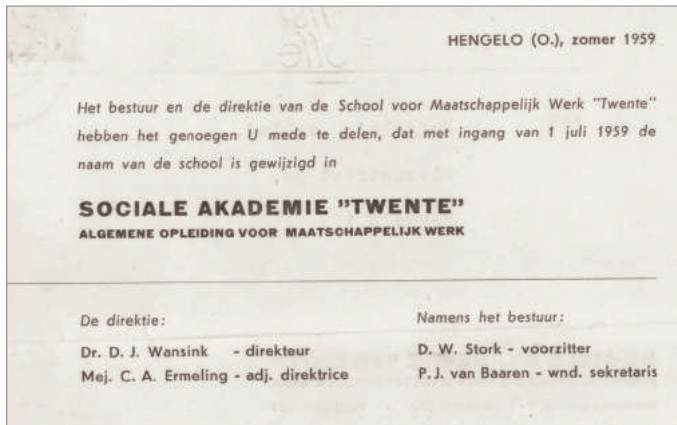 HENGELO (O.), zomer 1959
Het bestuur en de direktie van de School voor Maatschappelijk Werk "Twente"
hebben het genoegen U mede te delen, dat met ingang van 1 juli 1959 de
naam van de school is gewijzigd in
SOCIALE AKADEMIE "TWENTE"
ALGEMENE OPLEIDING VOOR MAATSCHAPPELIJK WERK
De direktie:
Namens het bestuur:
Dr. D. J. Wansink - direkteur
D. W. Stork - voorzitter
Mej. C. A. Ermeling - adj. direktrice
P. J. van Baaren - wnd. sekretaris